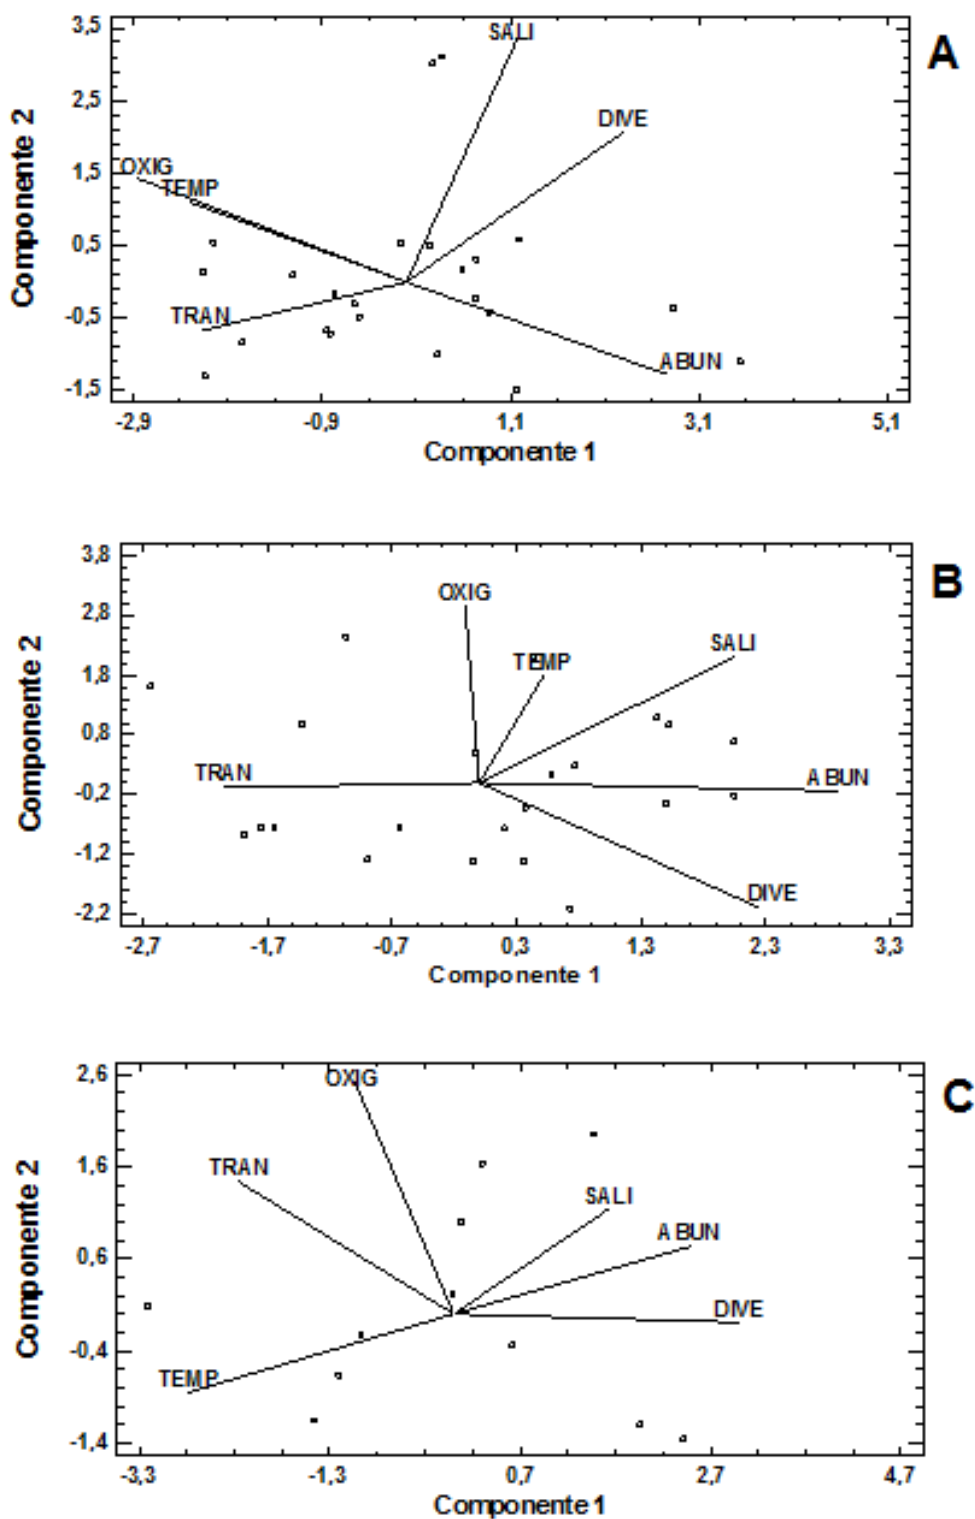 A
3,5
2,5
1,5
0,5
-0,5
-1,5
Componente 2
SALI
DIVE
OXIG
TEMP
TRAN
ABUN
-2,9 -0,9 1,1 3,1 5,1
Componente 1
B
3,8
2,8
1,8
0,8
-0,2
-1,2
-2,2
Componente 2
OXIG
TEMP
SALI
TRAN
ABUN
DIVE
-2,7 -1,7 -0,7 0,3 1,3 2,3 3,3
Componente 1
C
2,6
1,6
0,6
-0,4
-1,4
Componente 2
OXIG
TRAN
SALI
ABUN
DIVE
TEMP
-3,3 -1,3 0,7 2,7 4,7
Componente 1